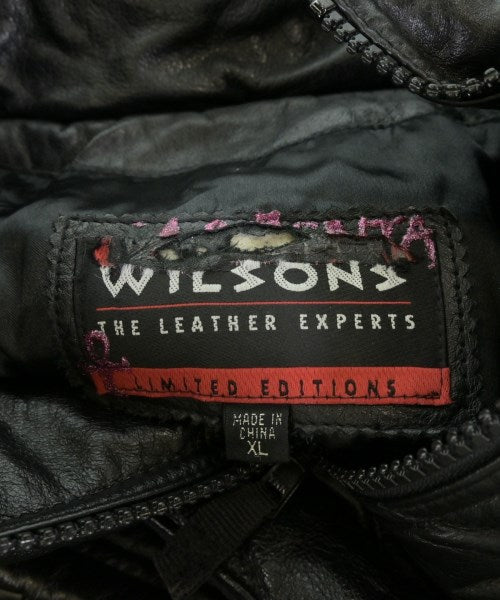 WILSONS
THE LEATHER EXPERTS
LIMITED EDITIONS
MADE IN
CHINA
XL